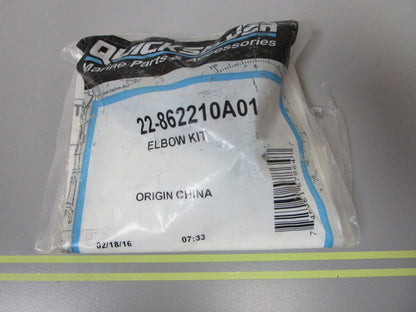 QUICKSILVER
Marine Parts & Accessories
22-862210A01
ELBOW KIT
ORIGIN CHINA
02/18/16 07:33